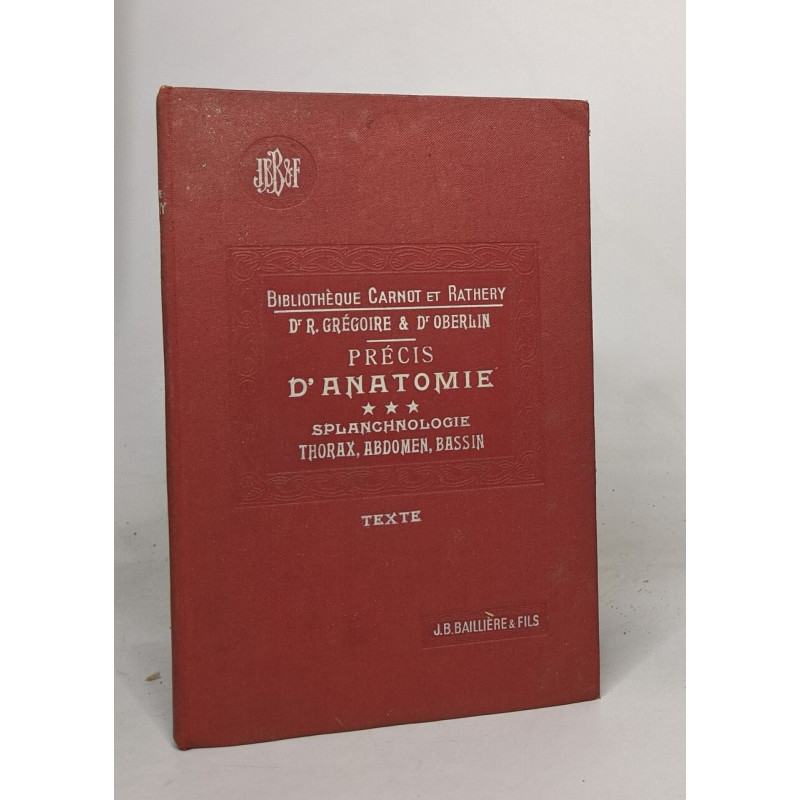 JBB&F
BIBLIOTHÈQUE CARNOT ET RATHERY
Dr R. GRÉGOIRE & Dr OBERLIN
PRÉCIS
D'ANATOMIE
★ ★ ★
SPLANCHNOLOGIE
THORAX, ABDOMEN, BASSIN
TEXTE
J.B. BAILLIÈRE & FILS